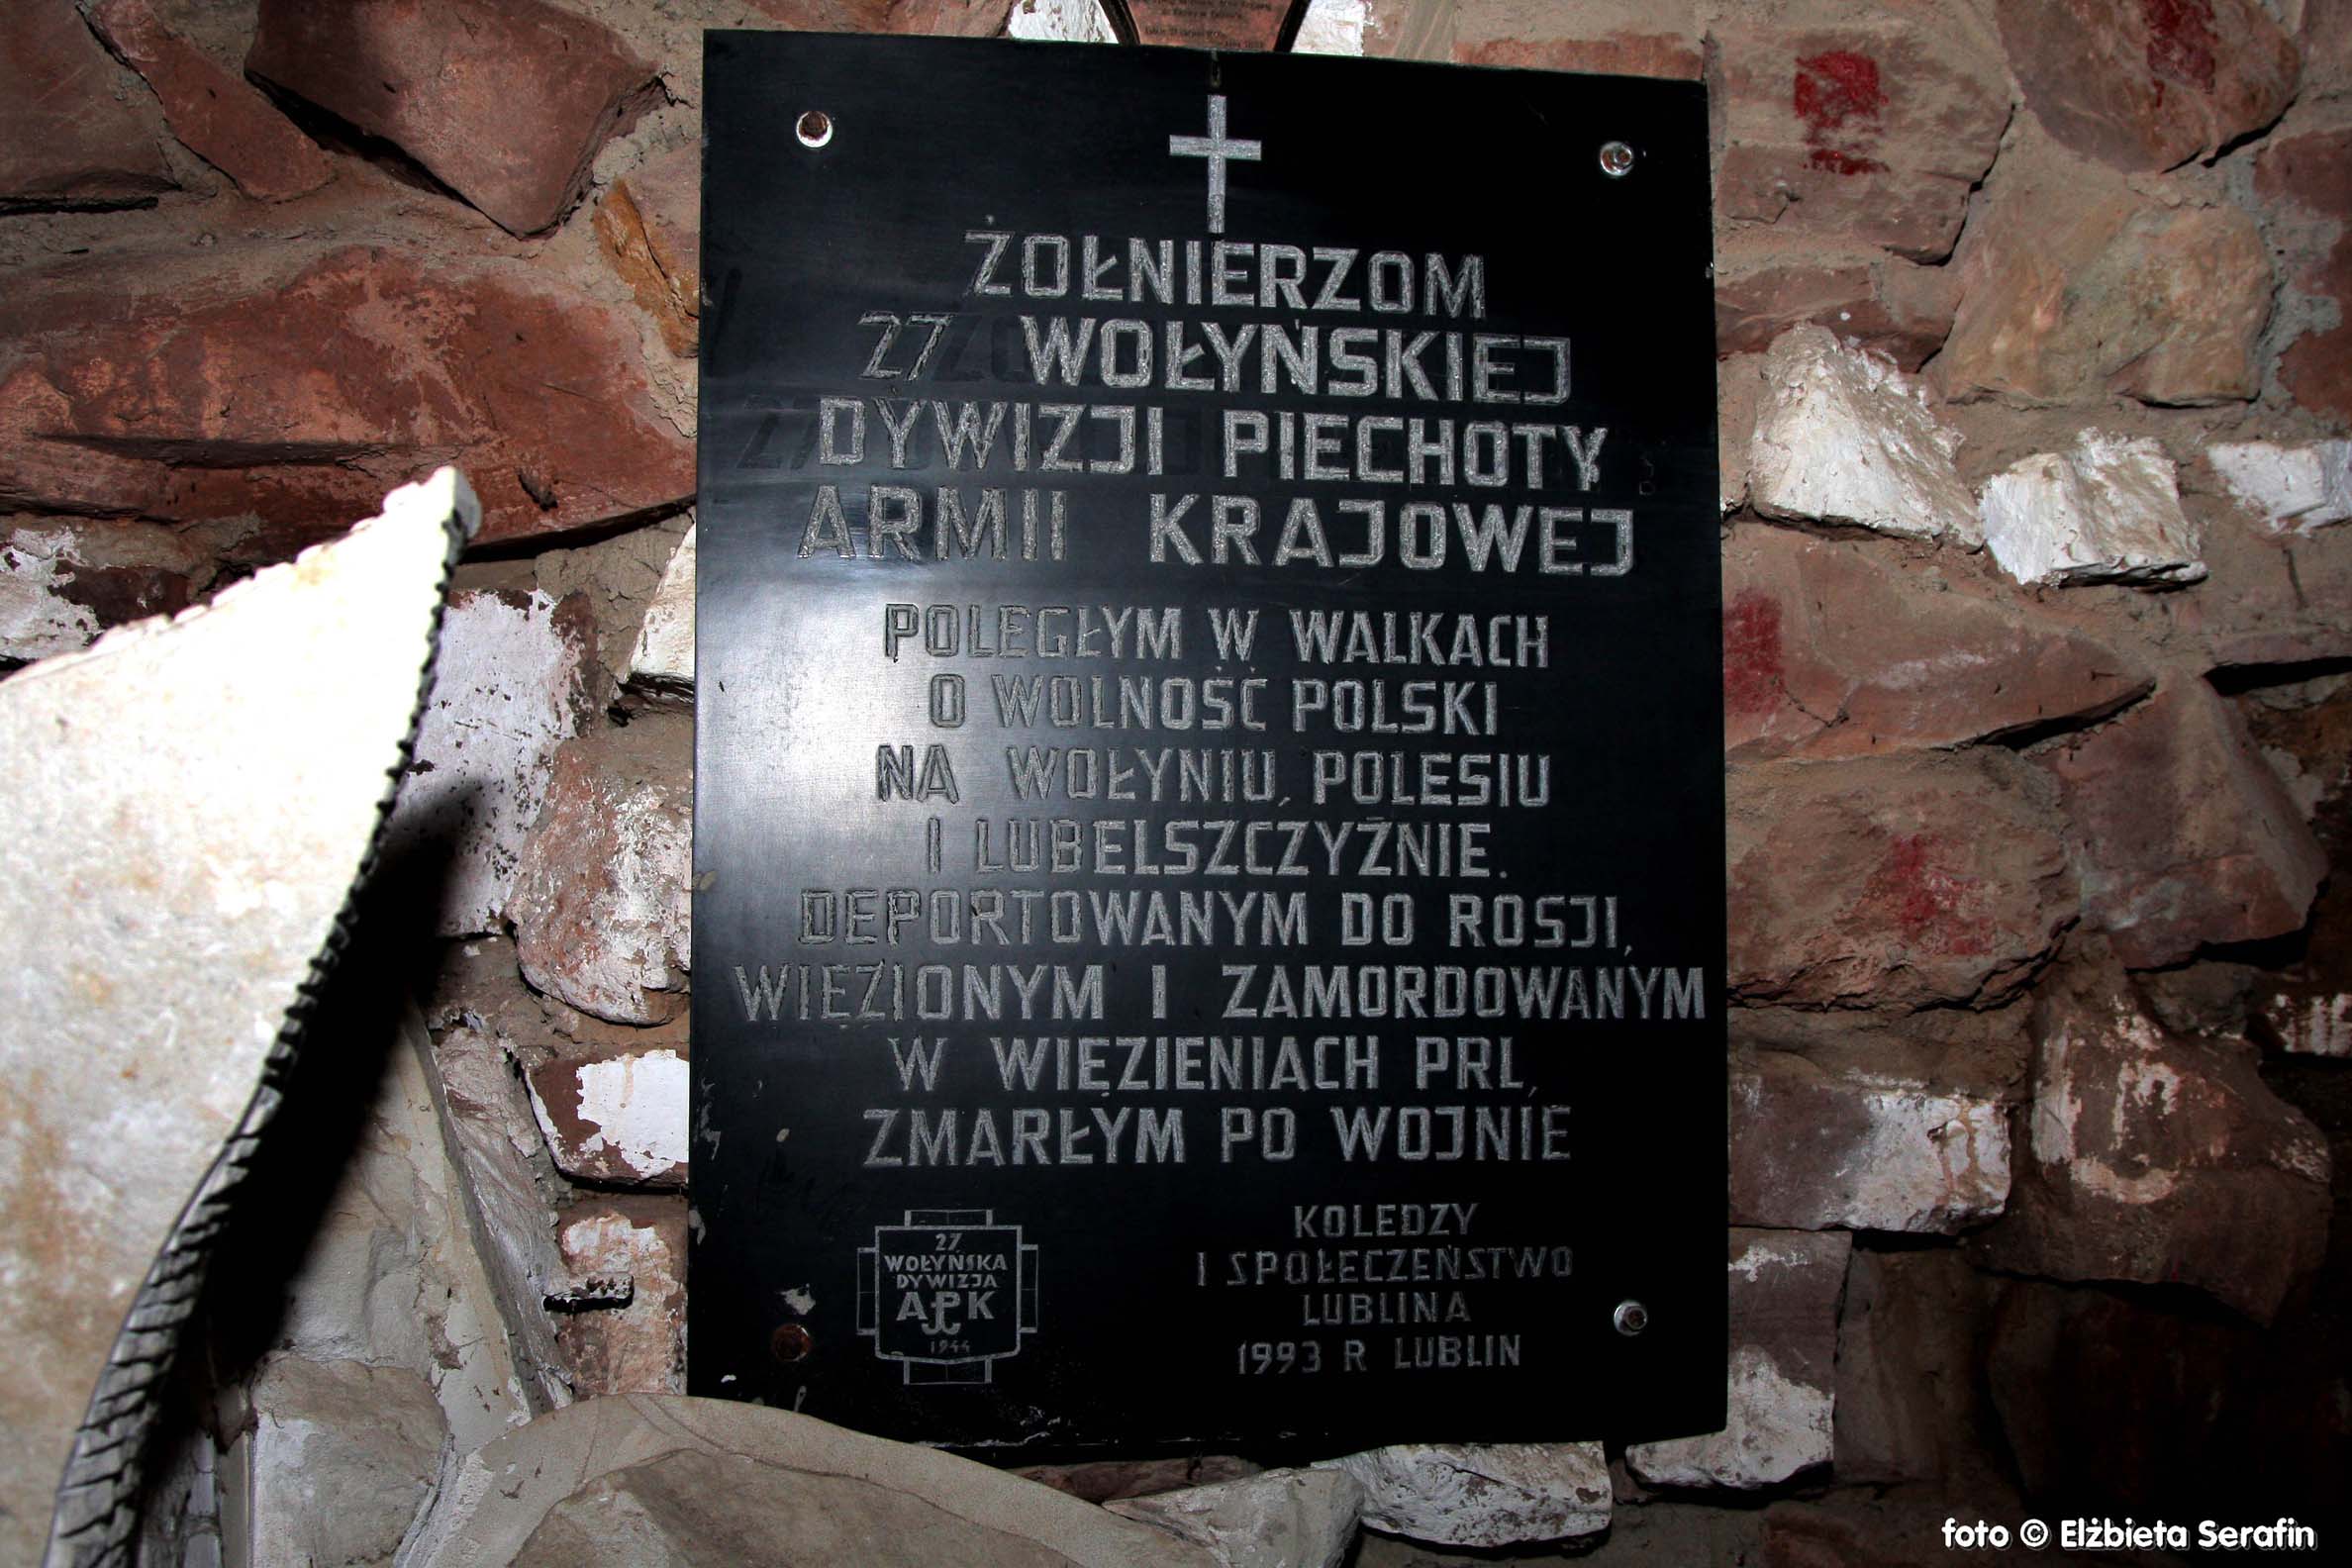 ŻOŁNIERZOM
27 WOŁYŃSKIEJ
DYWIZJI PIECHOTY
ARMII KRAJOWEJ
POLEGŁYM W WALKACH
O WOLNOŚĆ POLSKI
NA WOŁYNIU, POLESIU
I LUBELSZCZYŹNIE.
DEPORTOWANYM DO ROSJI,
WIĘZIONYM I ZAMORDOWANYM
W WIĘZIENIACH PRL,
ZMARŁYM PO WOJNIE
27
WOŁYŃSKA
DYWIZJA
AK
1944
KOLEDZY
I SPOŁECZEŃSTWO
LUBLINA
1993 R LUBLIN
foto © Elżbieta Serafin